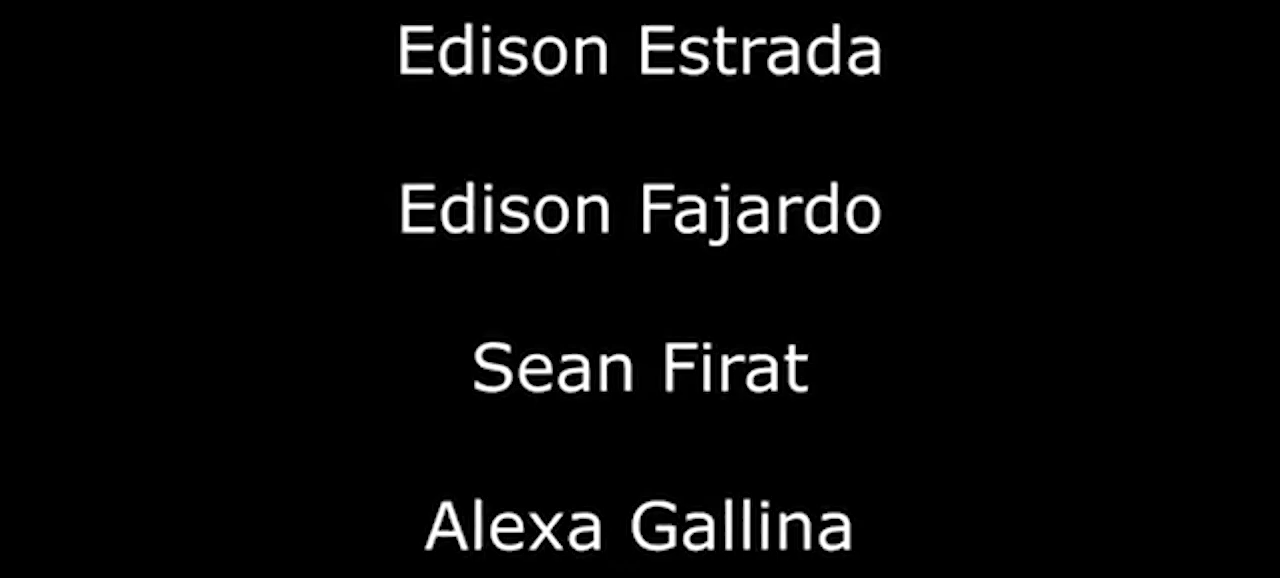 Edison Estrada
Edison Fajardo
Sean Firat
Alexa Gallina